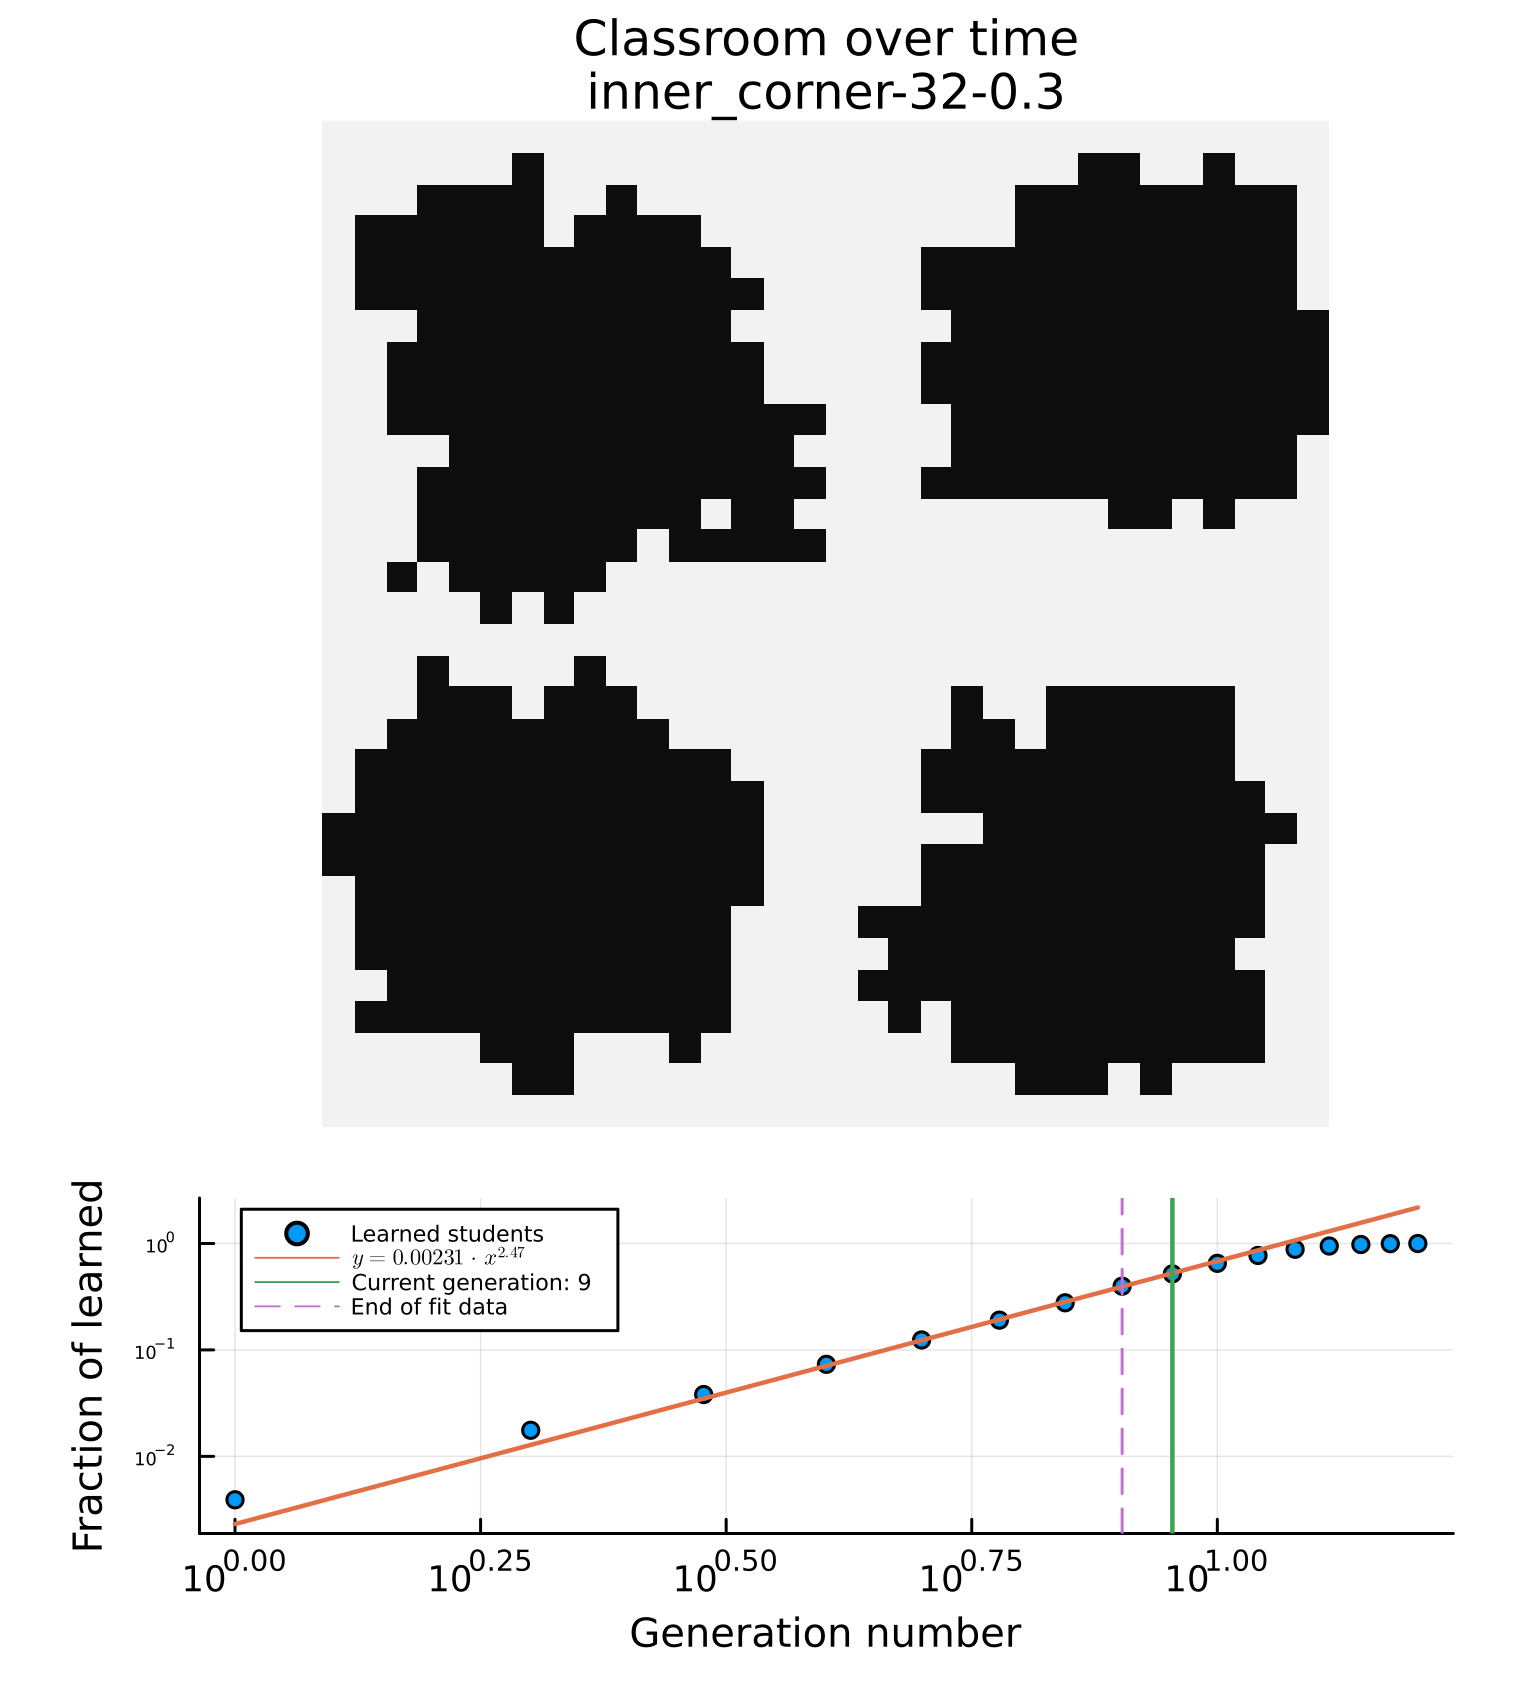 Classroom over time
inner_corner-32-0.3
Fraction of learned
10^0
10^-1
10^-2
Learned students
y = 0.00231 · x^2.47
Current generation: 9
End of fit data
10^0.00 10^0.25 10^0.50 10^0.75 10^1.00
Generation number